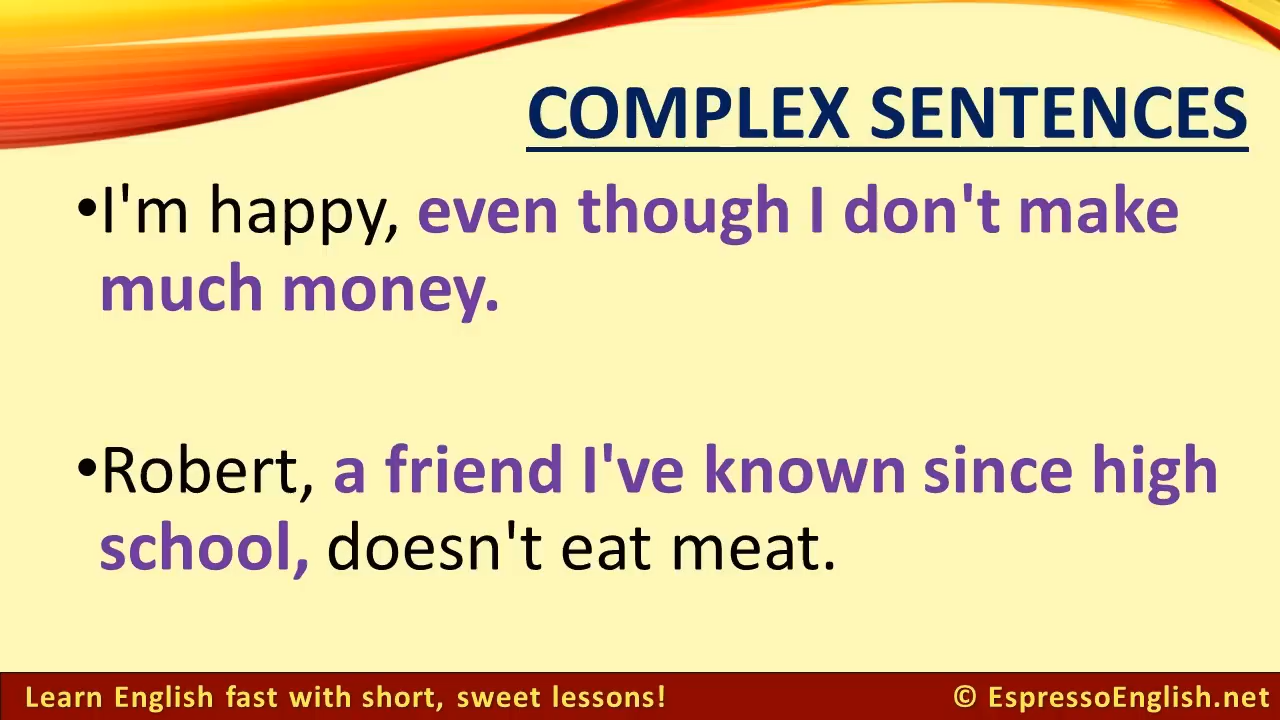 COMPLEX SENTENCES
•I'm happy, even though I don't make
much money.
•Robert, a friend I've known since high
school, doesn't eat meat.
Learn English fast with short, sweet lessons!
© EspressoEnglish.net